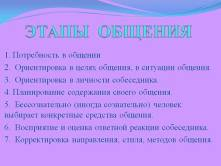 ЭТАПЫ ОБЩЕНИЯ
1. Потребность в общении
2. Ориентировка в целях общения, в ситуации общения.
3. Ориентировка в личности собеседника.
4. Планирование содержания своего общения.
5. Бессознательно (иногда сознательно) человек
выбирает конкретные средства общения.
6. Восприятие и оценка ответной реакции собеседника.
7. Корректировка направления, стиля, методов общения.